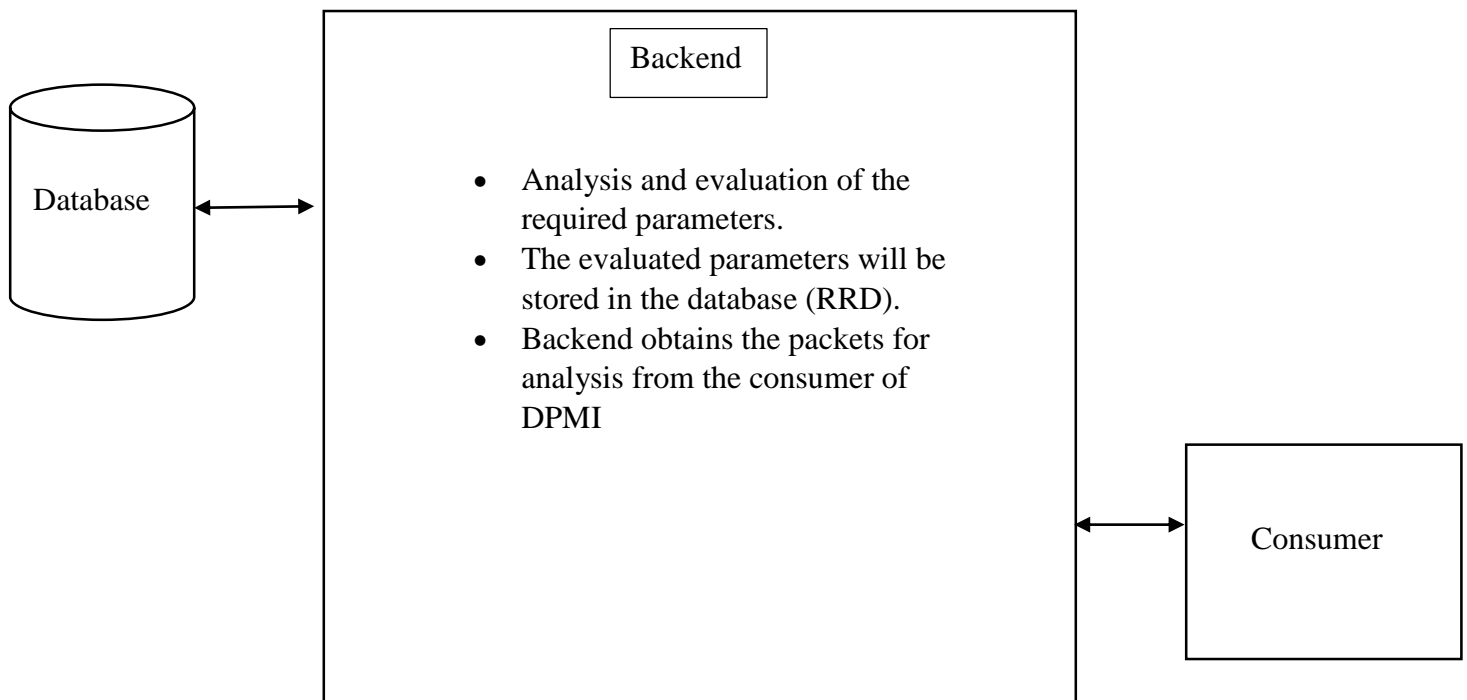 Backend
Database
• Analysis and evaluation of the
required parameters.
• The evaluated parameters will be
stored in the database (RRD).
• Backend obtains the packets for
analysis from the consumer of
DPMI
Consumer